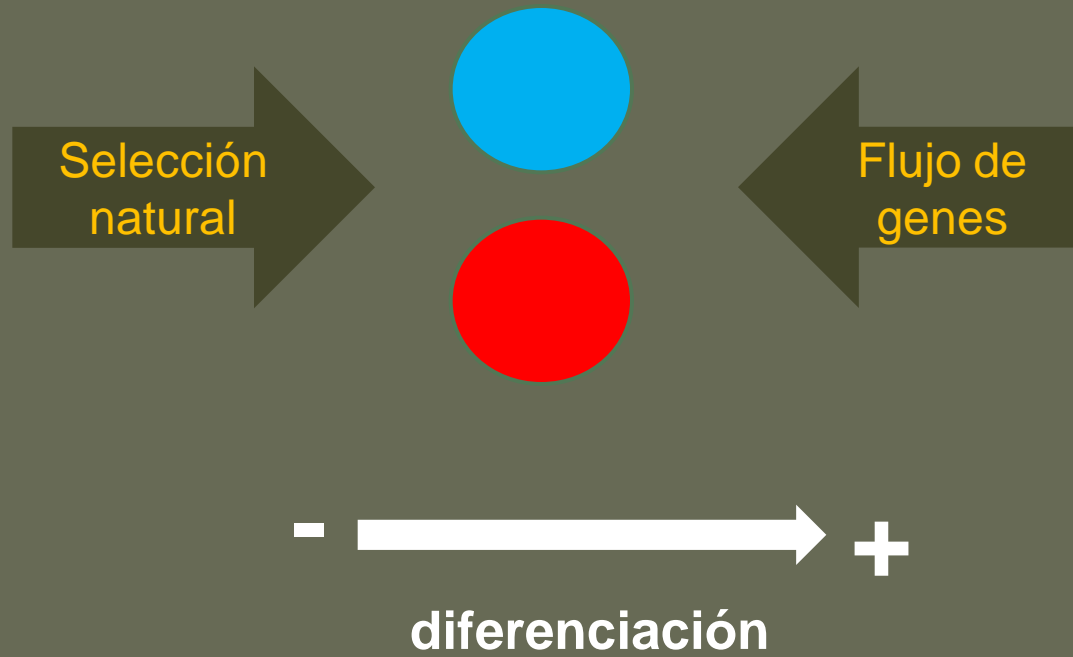 Selección
natural
Flujo de
genes
- +
diferenciación